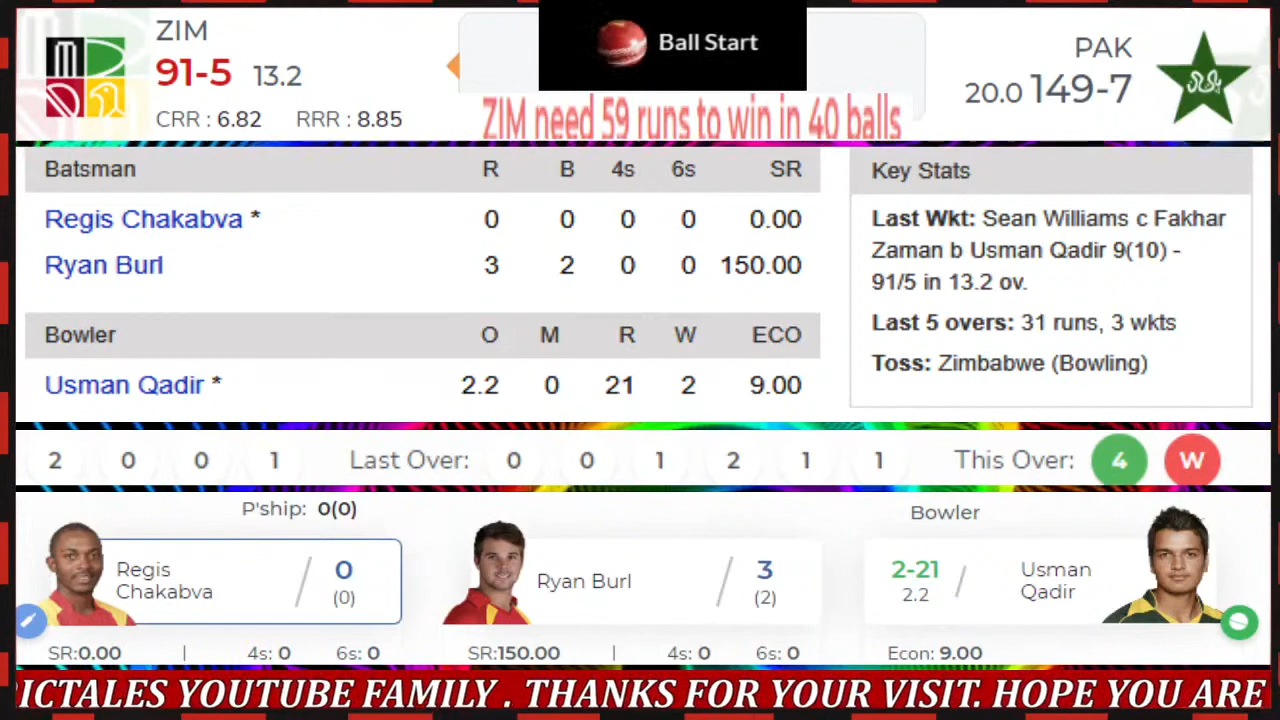 ZIM
91-5 13.2
CRR : 6.82 RRR : 8.85
Ball Start
ZIM need 59 runs to win in 40 balls
PAK
20.0 149-7
Batsman R B 4s 6s SR
Regis Chakabva * 0 0 0 0 0.00
Ryan Burl 3 2 0 0 150.00
Bowler O M R W ECO
Usman Qadir * 2.2 0 21 2 9.00
Key Stats
Last Wkt: Sean Williams c Fakhar
Zaman b Usman Qadir 9(10) -
91/5 in 13.2 ov.
Last 5 overs: 31 runs, 3 wkts
Toss: Zimbabwe (Bowling)
2 0 0 1 Last Over: 0 0 1 2 1 1 This Over: 4 W
P'ship: 0(0)
Regis
Chakabva
0
(0)
SR:0.00 | 4s: 0 6s: 0
Ryan Burl
3
(2)
SR:150.00 | 4s: 0 6s: 0
Bowler
2-21
2.2
Usman
Qadir
Econ: 9.00
ICTALES YOUTUBE FAMILY . THANKS FOR YOUR VISIT. HOPE YOU ARE